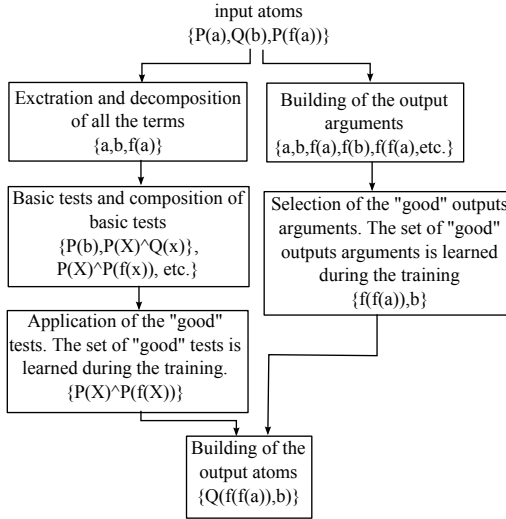 input atoms
{P(a),Q(b),P(f(a))}
Exctration and decomposition
of all the terms
{a,b,f(a)}
Building of the output
arguments
{a,b,f(a),f(b),f(f(a),etc.}
Basic tests and composition of
basic tests
{P(b),P(X)^Q(x)},
P(X)^P(f(x)), etc.}
Selection of the "good" outputs
arguments. The set of "good"
outputs arguments is learned
during the training
{f(f(a)),b}
Application of the "good"
tests. The set of "good" tests is
learned during the training.
{P(X)^P(f(X))}
Building of the
output atoms
{Q(f(f(a)),b)}